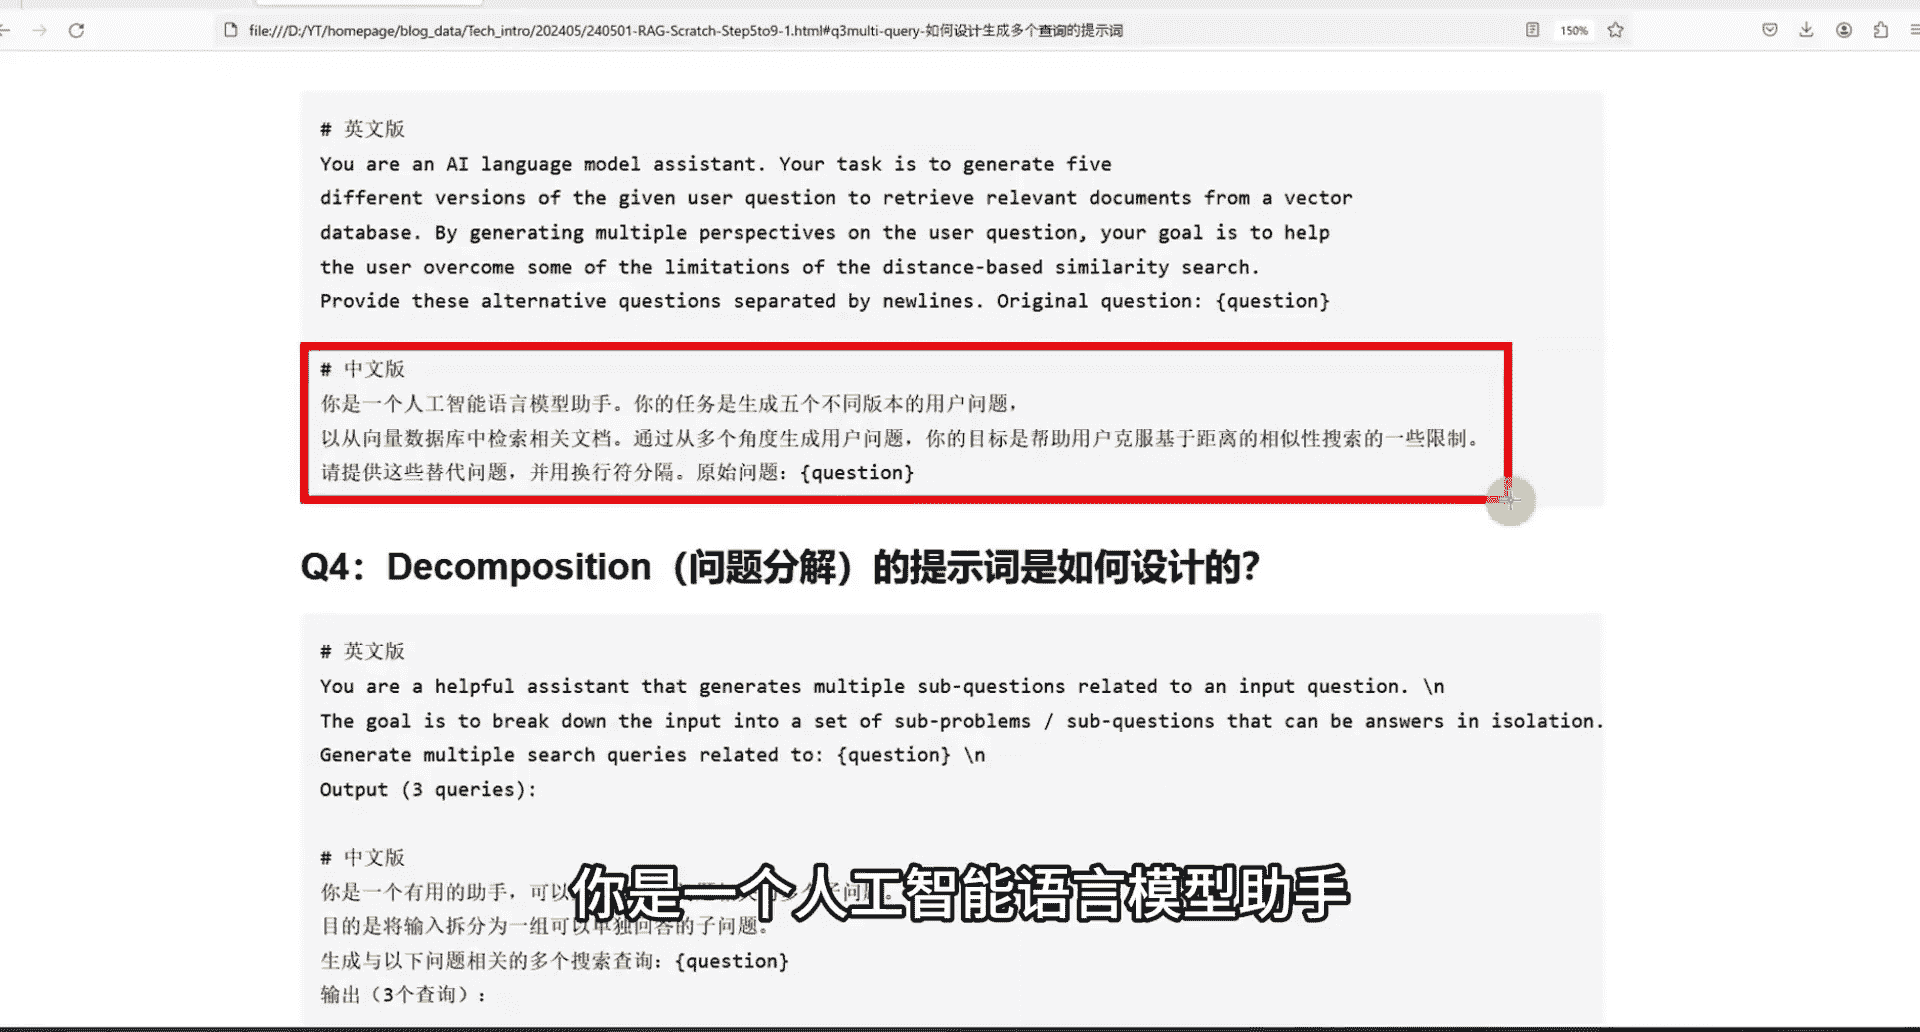 file:///D:/YT/homepage/blog_data/Tech_intro/202405/240501-RAG-Scratch-Step5to9-1.html#q3multi-query-如何设计生成多个查询的提示词
150%
# 英文版
You are an AI language model assistant. Your task is to generate five
different versions of the given user question to retrieve relevant documents from a vector
database. By generating multiple perspectives on the user question, your goal is to help
the user overcome some of the limitations of the distance-based similarity search.
Provide these alternative questions separated by newlines. Original question: {question}
# 中文版
你是一个人工智能语言模型助手。你的任务是生成五个不同版本的用户问题，
以从向量数据库中检索相关文档。通过从多个角度生成用户问题，你的目标是帮助用户克服基于距离的相似性搜索的一些限制。
请提供这些替代问题，并用换行符分隔。原始问题：{question}
Q4：Decomposition（问题分解）的提示词是如何设计的？
# 英文版
You are a helpful assistant that generates multiple sub-questions related to an input question. \n
The goal is to break down the input into a set of sub-problems / sub-questions that can be answers in isolation.
Generate multiple search queries related to: {question} \n
Output (3 queries):
# 中文版
你是一个有用的助手，可以
你是一个人工智能语言模型助手
目的是将输入拆分为一组可以单独回答的子问题。
生成与以下问题相关的多个搜索查询：{question}
输出（3个查询）：